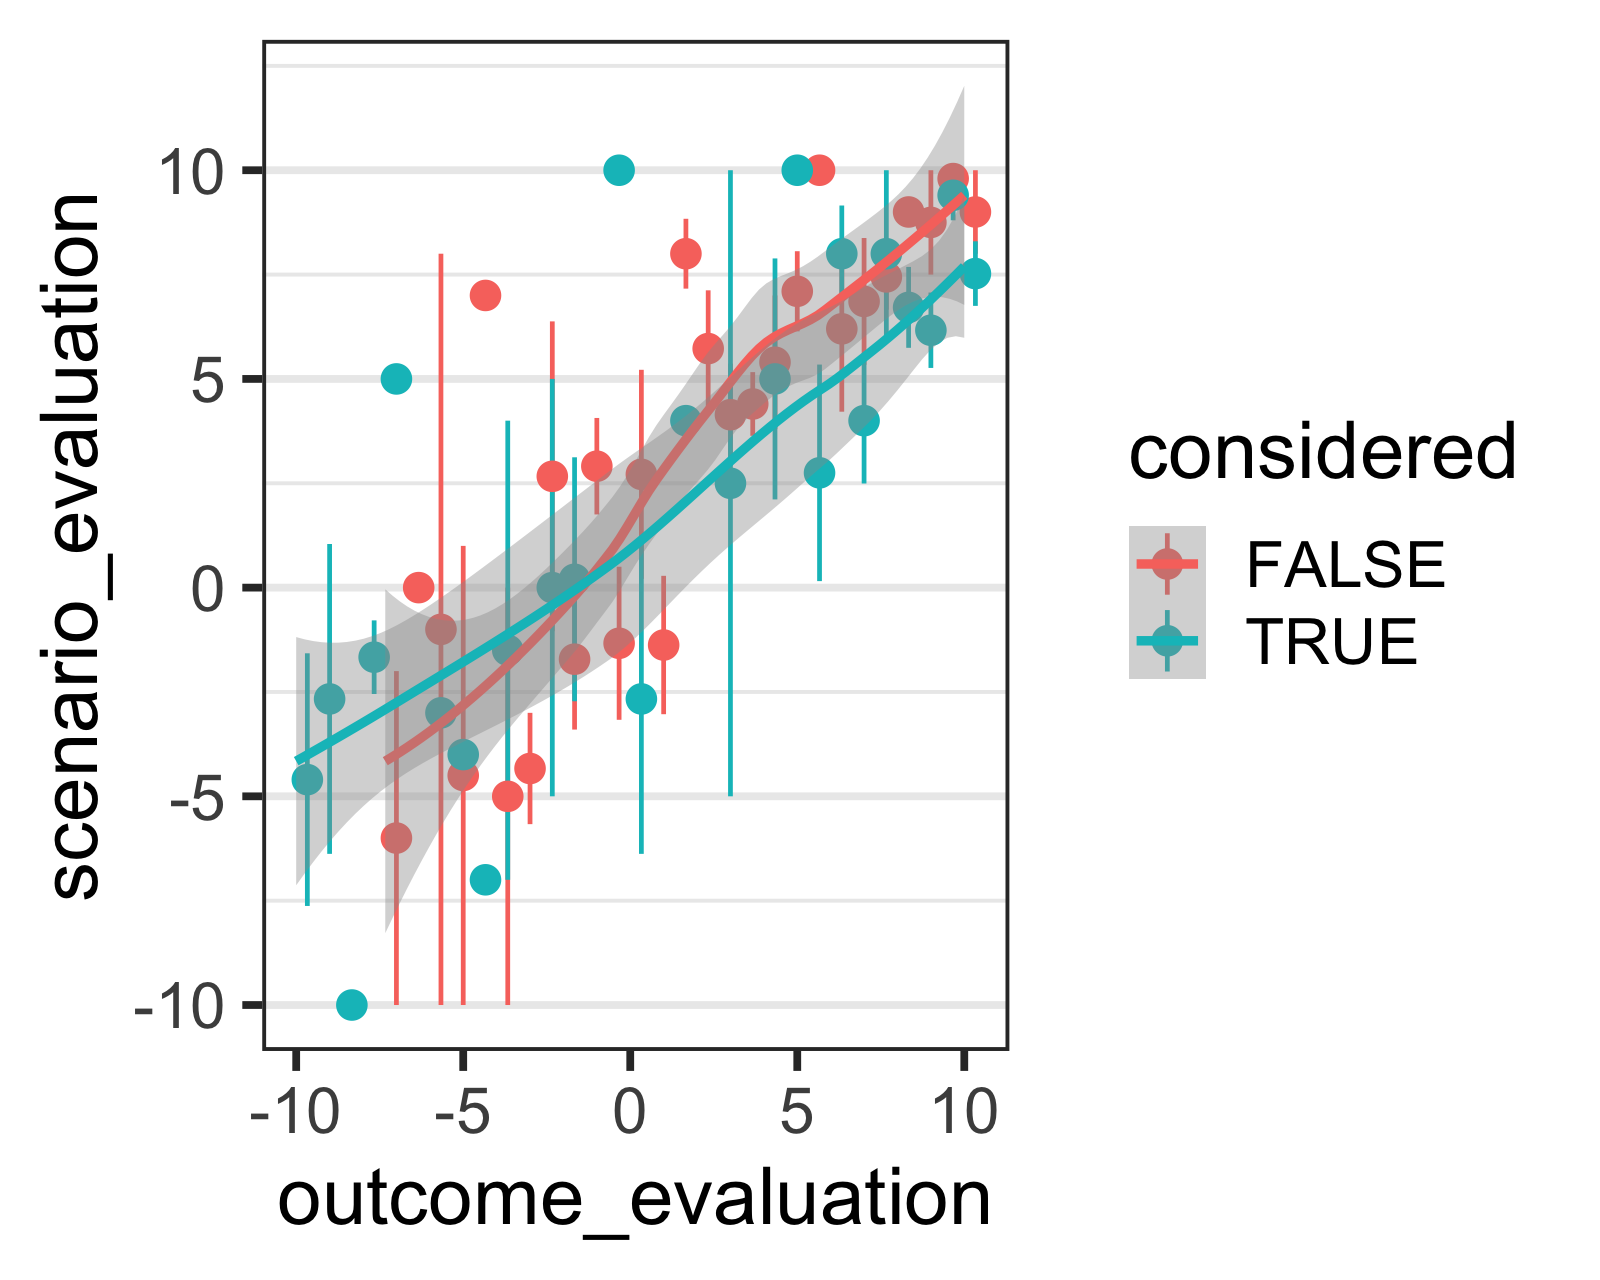 scenario_evaluation
10
5
0
-5
-10
-10 -5 0 5 10
outcome_evaluation
considered
FALSE
TRUE